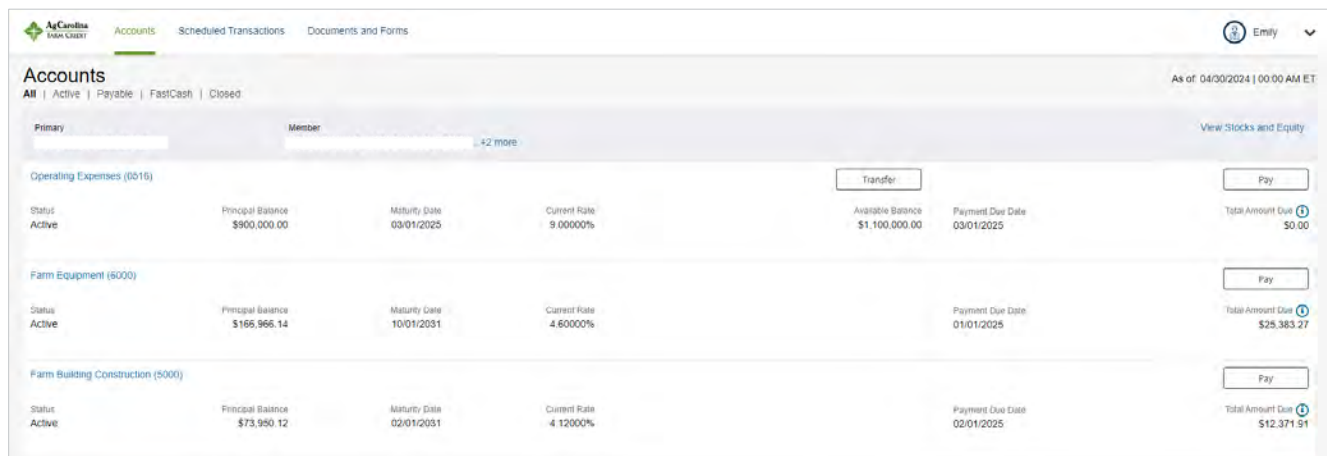 AgCarolina
FARM CREDIT
Accounts Scheduled Transactions Documents and Forms Emily
Accounts
As of: 04/30/2024 | 00:00 AM ET
All | Active | Payable | FastCash | Closed
Primary Member View Stocks and Equity
... +2 more
Operating Expenses (0516) Transfer Pay
Status Principal Balance Maturity Date Current Rate Available Balance Payment Due Date Total Amount Due
Active $900,000.00 03/01/2025 9.00000% $1,100,000.00 03/01/2025 $0.00
Farm Equipment (6000) Pay
Status Principal Balance Maturity Date Current Rate Payment Due Date Total Amount Due
Active $166,966.14 10/01/2031 4.60000% 01/01/2025 $25,383.27
Farm Building Construction (5000) Pay
Status Principal Balance Maturity Date Current Rate Payment Due Date Total Amount Due
Active $73,950.12 02/01/2031 4.12000% 02/01/2025 $12,371.91